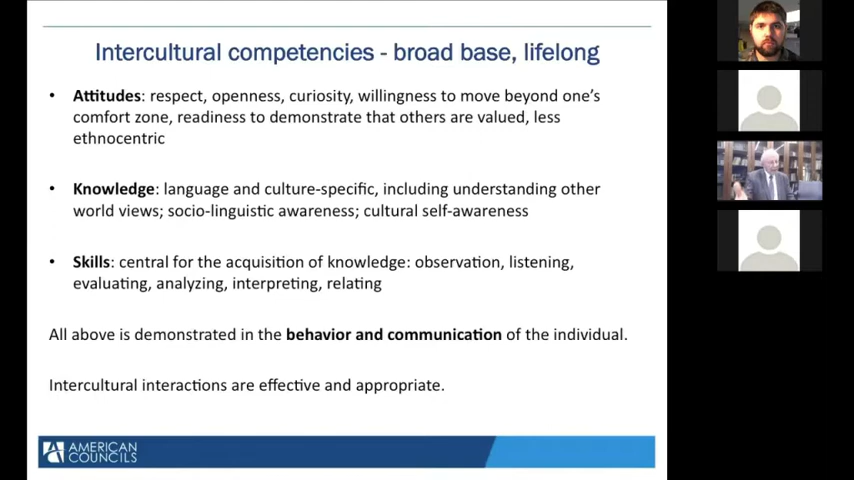 Intercultural competencies - broad base, lifelong
• Attitudes: respect, openness, curiosity, willingness to move beyond one's
comfort zone, readiness to demonstrate that others are valued, less
ethnocentric
• Knowledge: language and culture-specific, including understanding other
world views; socio-linguistic awareness; cultural self-awareness
• Skills: central for the acquisition of knowledge: observation, listening,
evaluating, analyzing, interpreting, relating
All above is demonstrated in the behavior and communication of the individual.
Intercultural interactions are effective and appropriate.
AMERICAN
COUNCILS